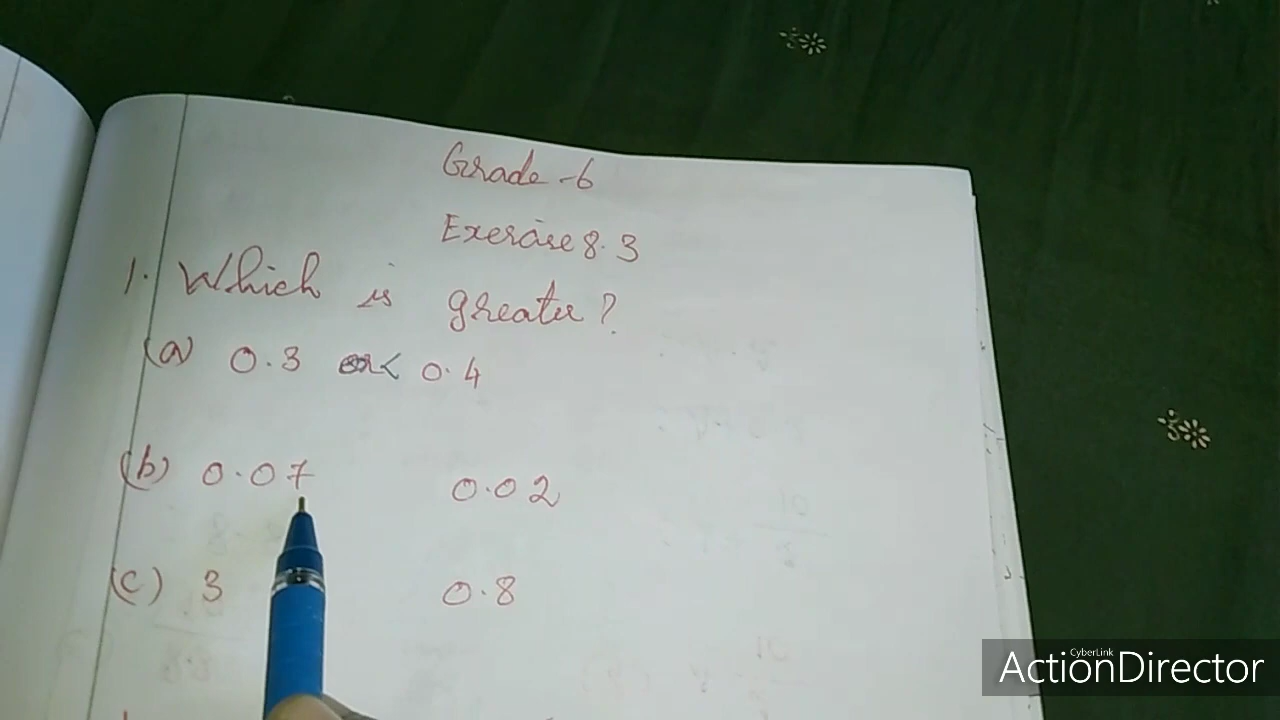 Grade - 6
Exercise 8.3
1. Which is greater?
(a) 0.3 < 0.4
(b) 0.07 0.02
(c) 3 0.8
CyberLink
ActionDirector